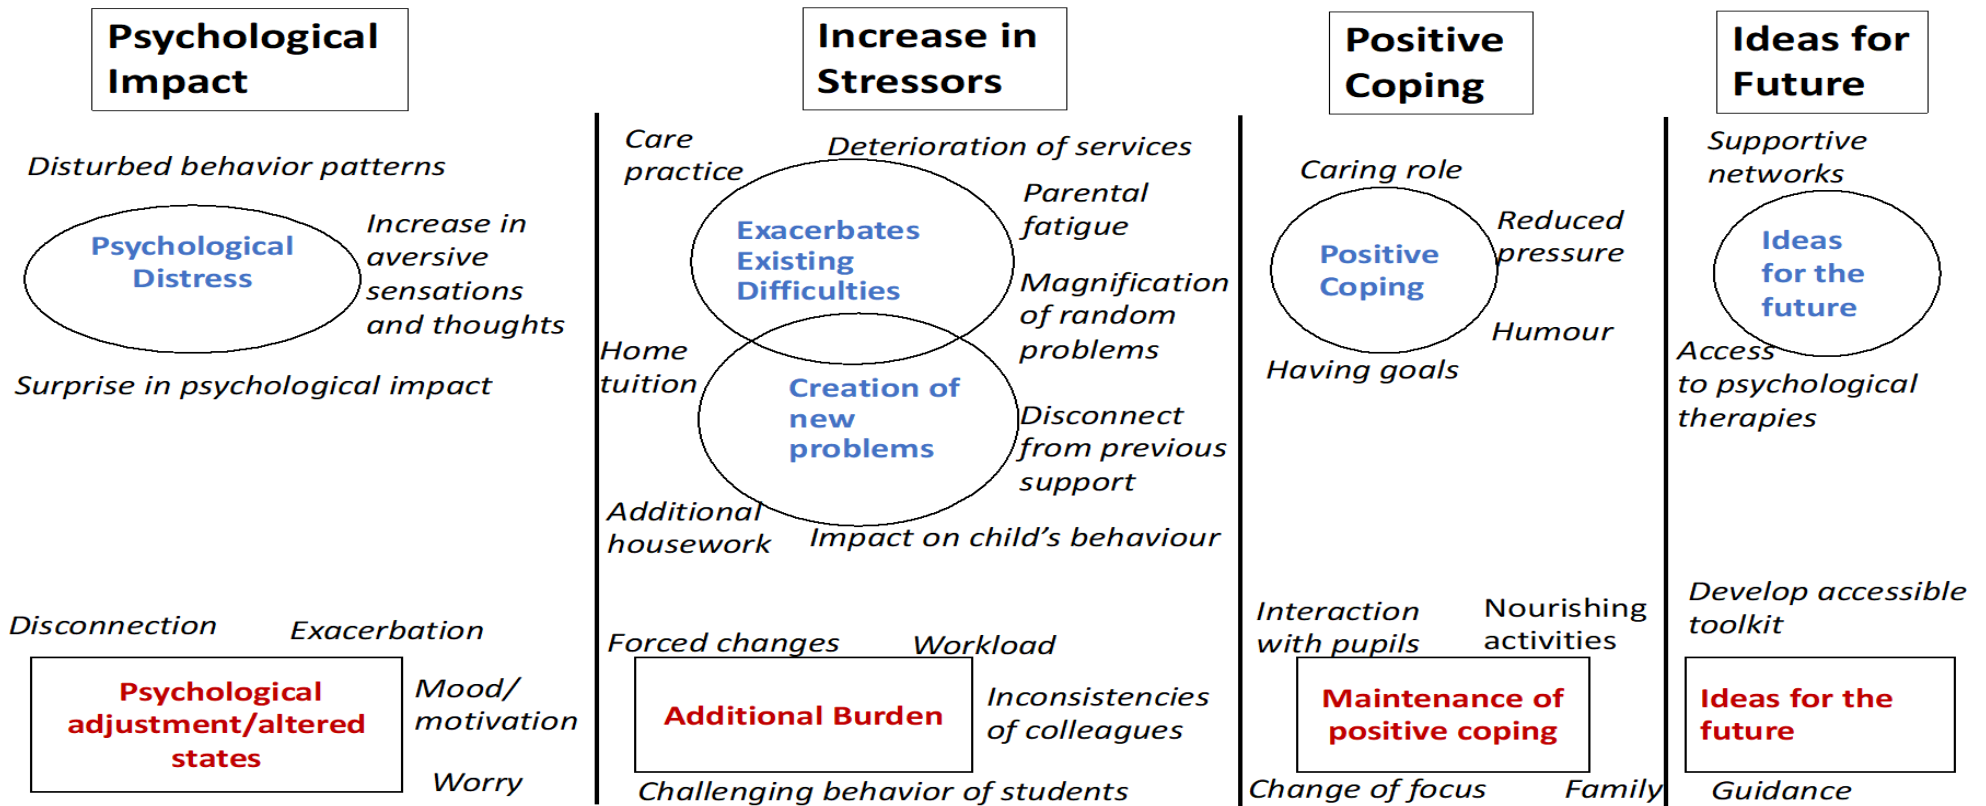 Psychological
Impact
Increase in
Stressors
Positive
Coping
Ideas for
Future
Disturbed behavior patterns
Psychological
Distress
Increase in
aversive
sensations
and thoughts
Surprise in psychological impact
Disconnection
Exacerbation
Psychological
adjustment/altered
states
Mood/
motivation
Worry
Care
practice
Deterioration of services
Parental
fatigue
Exacerbates
Existing
Difficulties
Magnification
of random
problems
Home
tuition
Creation of
new
problems
Disconnect
from previous
support
Additional
housework
Impact on child’s behaviour
Forced changes
Workload
Additional Burden
Inconsistencies
of colleagues
Challenging behavior of students
Caring role
Positive
Coping
Reduced
pressure
Humour
Having goals
Interaction
with pupils
Nourishing
activities
Maintenance of
positive coping
Change of focus
Family
Supportive
networks
Ideas
for the
future
Access
to psychological
therapies
Develop accessible
toolkit
Ideas for the
future
Guidance